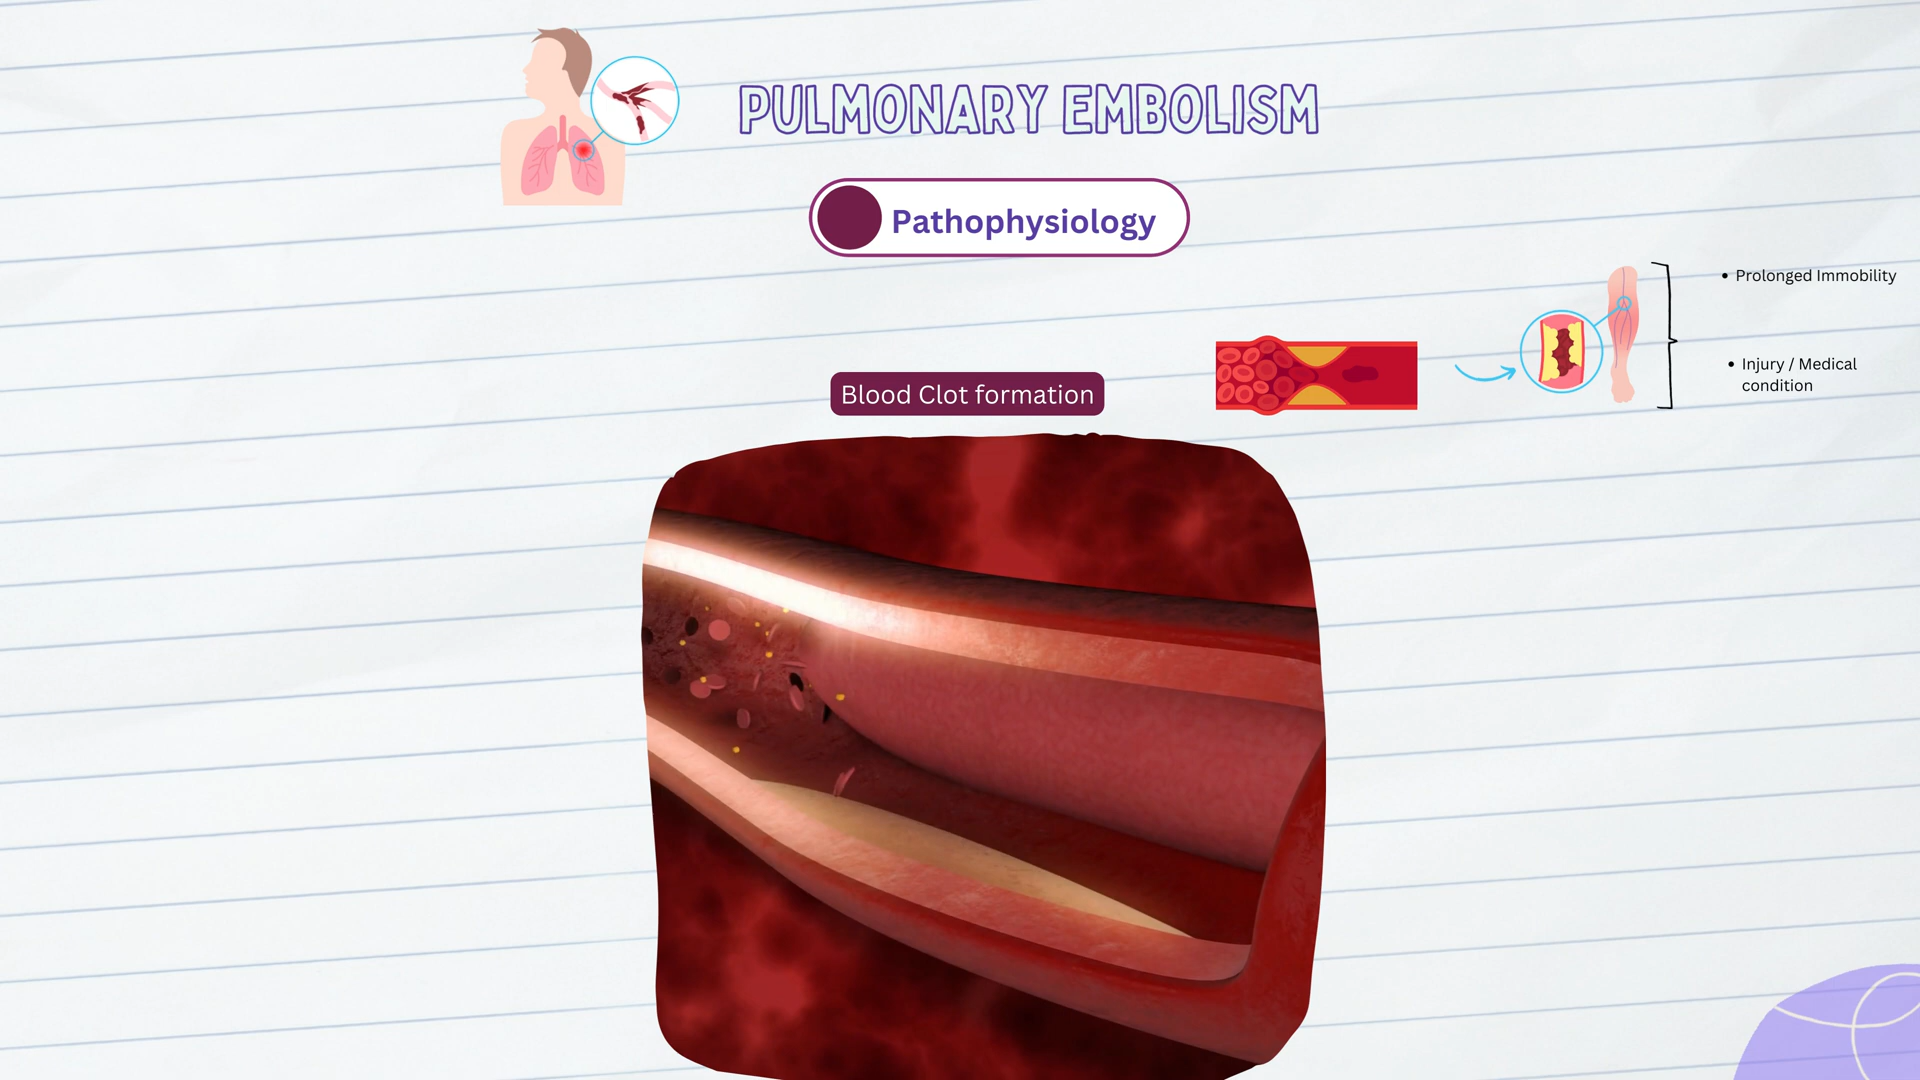 PULMONARY EMBOLISM
Pathophysiology
• Prolonged Immobility
• Injury / Medical
condition
Blood Clot formation